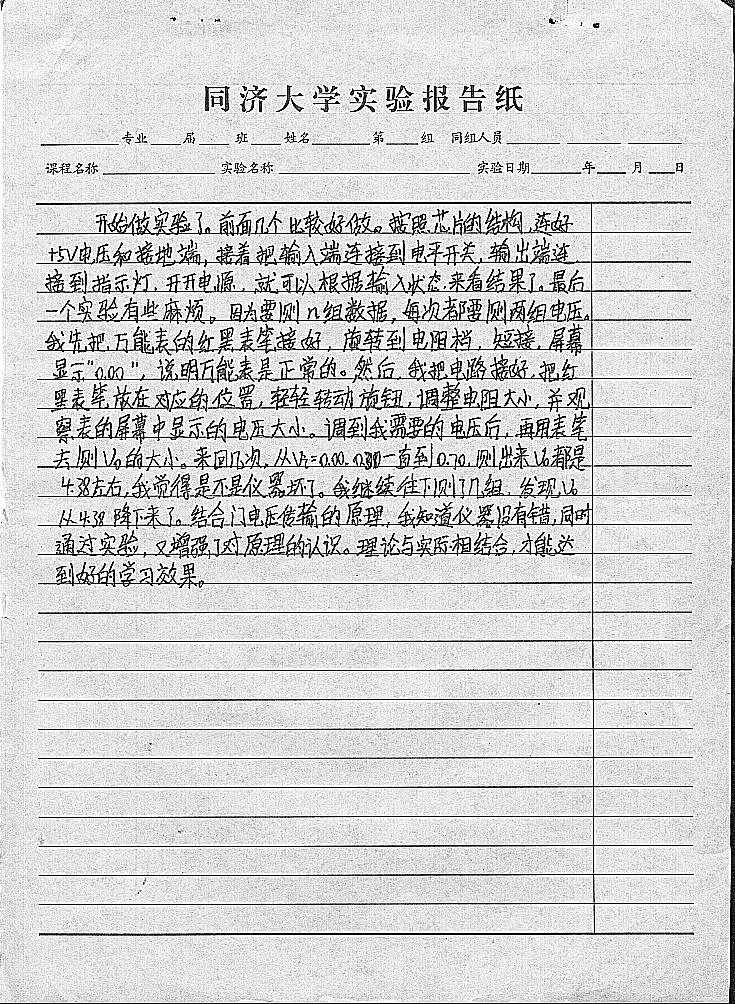 同济大学实验报告纸
专业 届 班 姓名 第 组 同组人员
课程名称 实验名称 实验日期 年 月 日
开始做实验了。前面几个比较好做。按照芯片的结构,连好
+5V电压和接地端,接着把输入端连接到电平开关,输出端连
接到指示灯,开开电源,就可以根据输入状态来看结果了。最后
一个实验有些麻烦。因为要测n组数据,每次都要测两组电压。
我先把万能表的红黑表笔接好,旋转到电阻档,短接,屏幕
显示"0.00",说明万能表是正常的。然后,我把电路接好,把红
黑表笔放在对应的位置,轻轻转动旋钮,调整电阻大小,并观
察表的屏幕中显示的电压大小。调到我需要的电压后,再用表笔
去测V₀的大小。来回几次,从Vi=0.00、0.30一直到0.70,测出来V₀都是
4.38左右,我觉得是不是仪器坏了。我继续往下测了几组,发现V₀
从4.38降下来了。结合门电压传输的原理,我知道仪器没有错,同时
通过实验,又增强了对原理的认识。理论与实际相结合,才能达
到好的学习效果。